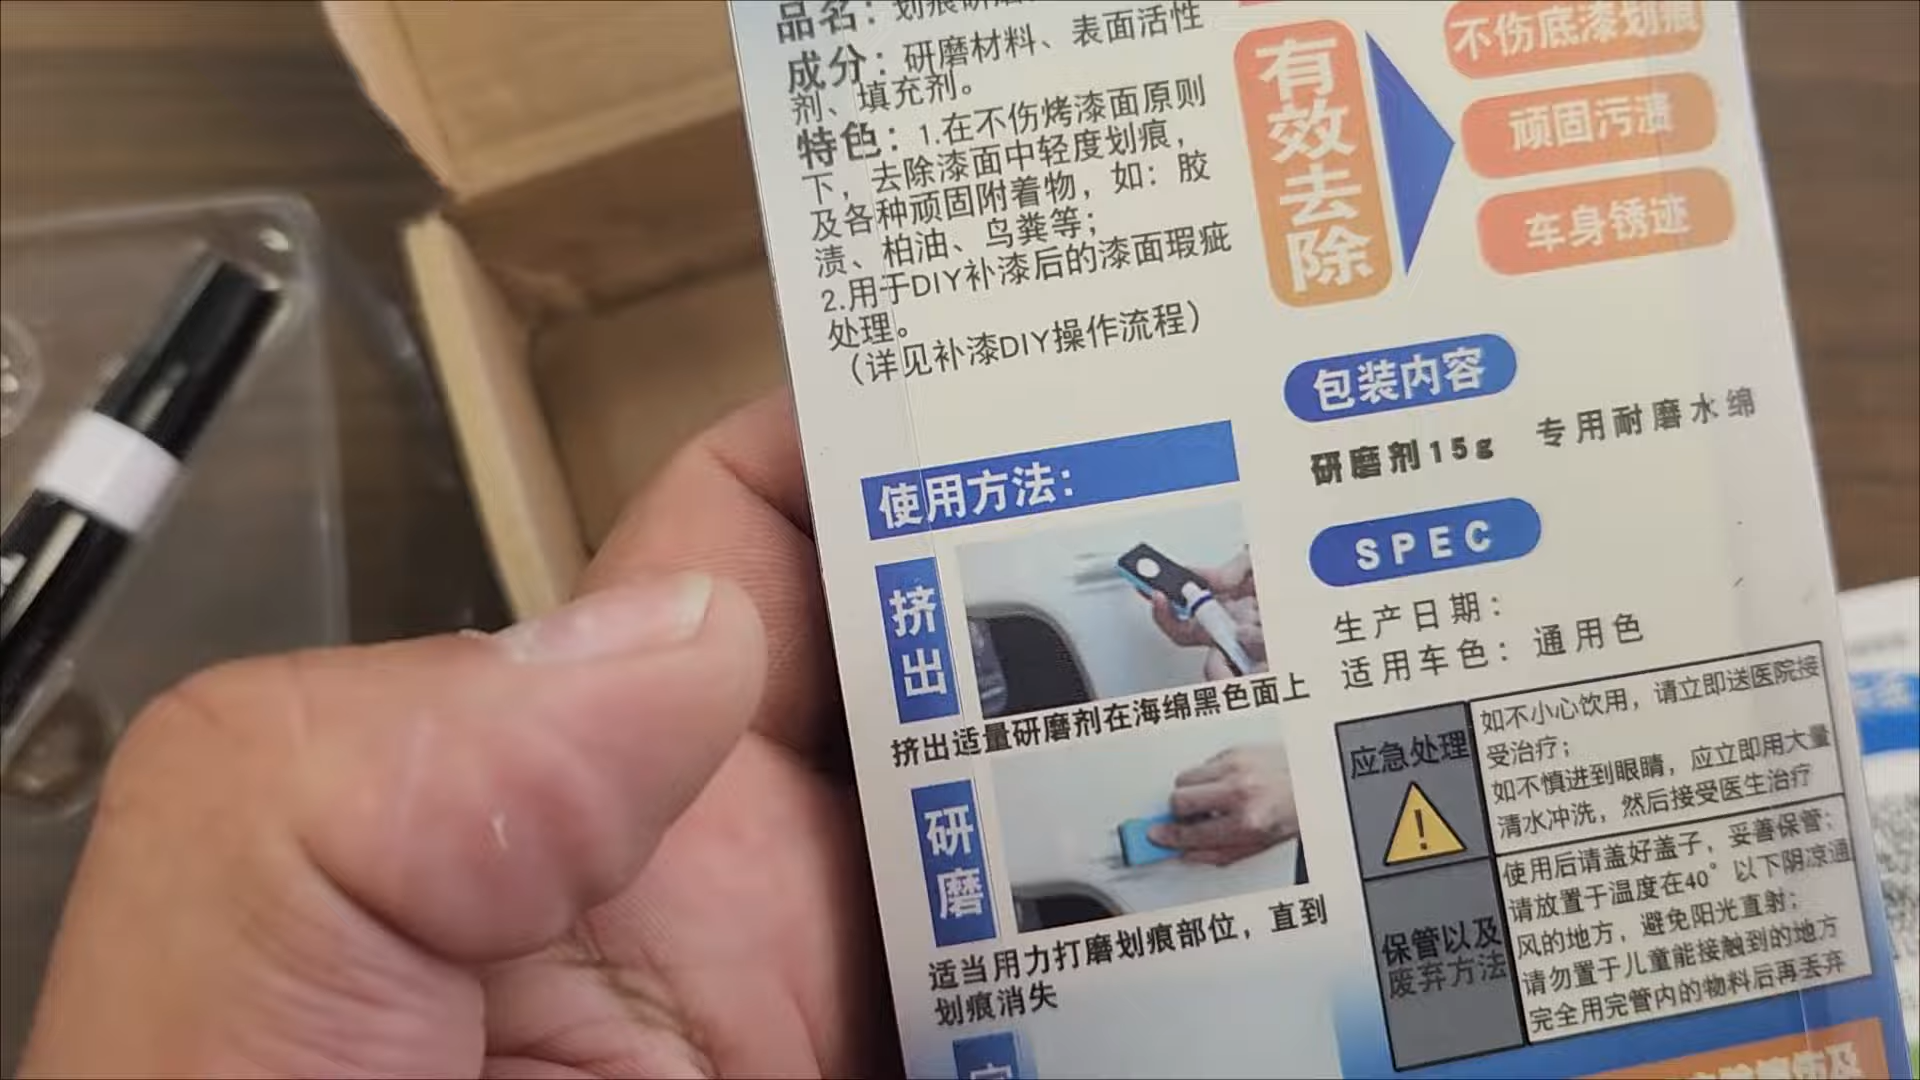 品名：划痕研磨
成分：研磨材料、表面活性
剂、填充剂。
特色：1.在不伤烤漆面原则
下，去除漆面中轻度划痕，
及各种顽固附着物，如：胶
渍、柏油、鸟粪等；
2.用于DIY补漆后的漆面瑕疵
处理。
（详见补漆DIY操作流程）
有效去除
不伤底漆划痕
顽固污渍
车身锈迹
包装内容
研磨剂15g 专用耐磨水绵
SPEC
生产日期：
适用车色：通用色
使用方法：
挤出
挤出适量研磨剂在海绵黑色面上
研磨
适当用力打磨划痕部位，直到
划痕消失
应急处理
如不小心饮用，请立即送医院接
受治疗；
如不慎进到眼睛，应立即用大量
清水冲洗，然后接受医生治疗
保管以及
废弃方法
使用后请盖好盖子，妥善保管；
请放置于温度在40°以下阴凉通
风的地方，避免阳光直射；
请勿置于儿童能接触到的地方
完全用完管内的物料后再丢弃